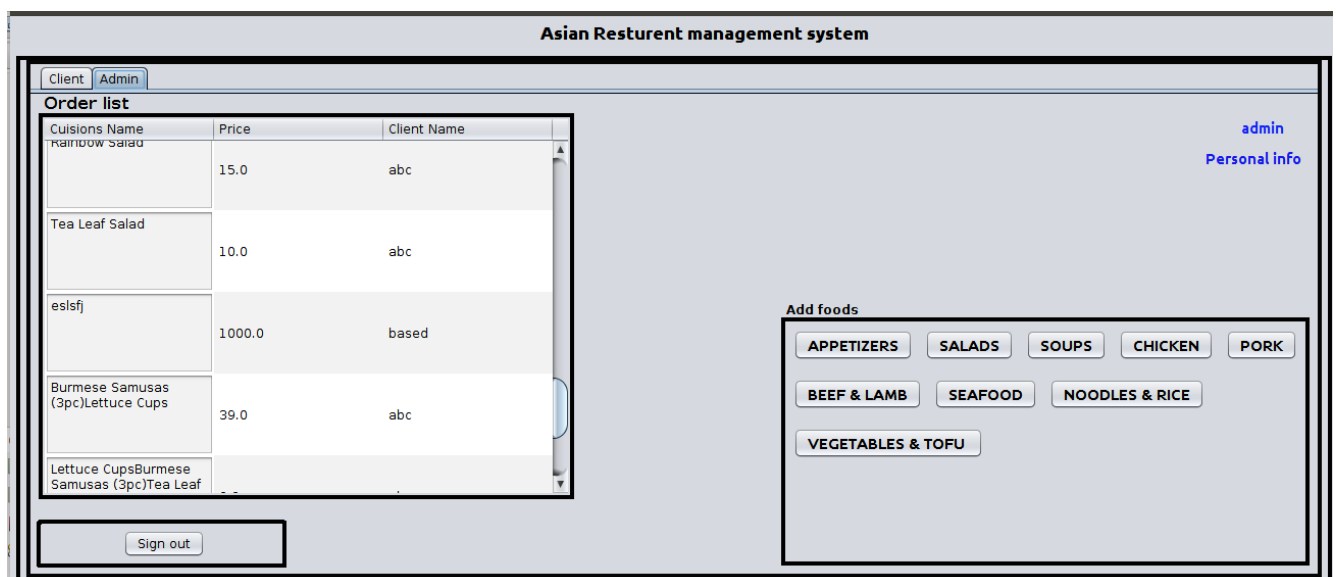 Asian Resturent management system
Client Admin
Order list
Cuisions Name Price Client Name
Rainbow Salad
15.0 abc
Tea Leaf Salad
10.0 abc
eslsfj
1000.0 based
Burmese Samusas
(3pc)Lettuce Cups
39.0 abc
Lettuce CupsBurmese
Samusas (3pc)Tea Leaf
Sign out
admin
Personal info
Add foods
APPETIZERS SALADS SOUPS CHICKEN PORK
BEEF & LAMB SEAFOOD NOODLES & RICE
VEGETABLES & TOFU